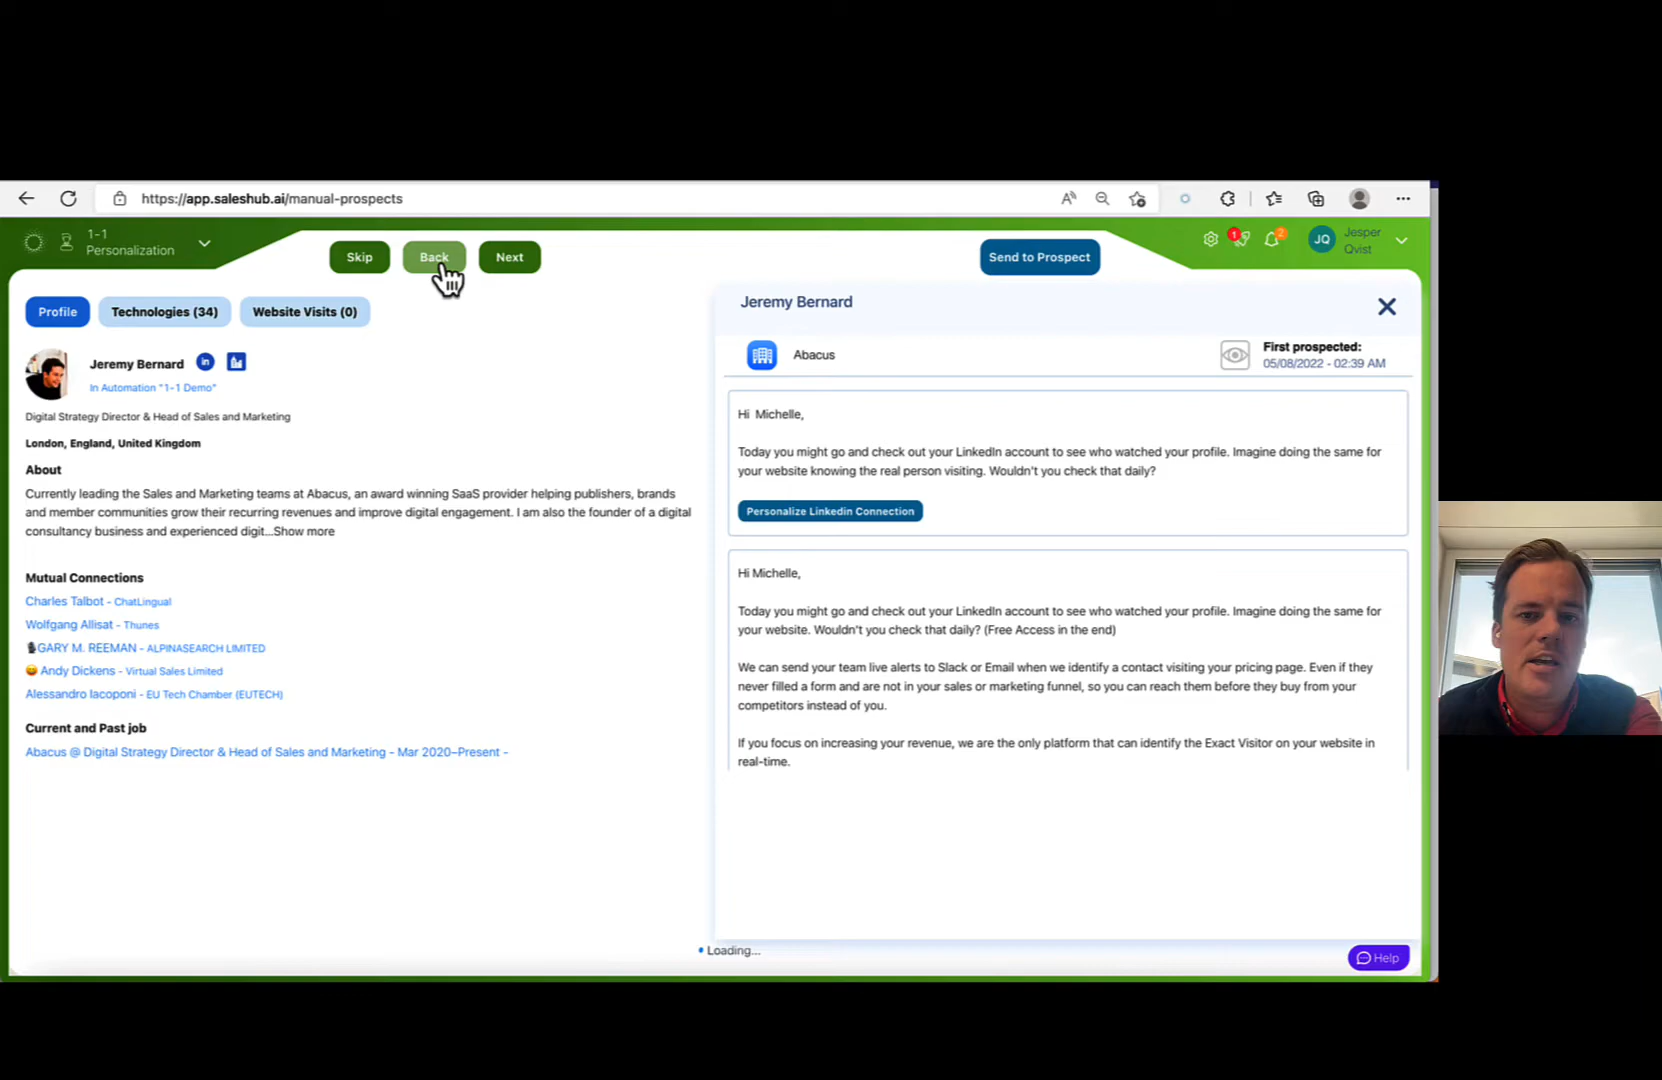 https://app.saleshub.ai/manual-prospects
1-1
Personalization
Skip
Back
Next
Send to Prospect
1
2
JQ
Jesper
Qvist
Profile
Technologies (34)
Website Visits (0)
Jeremy Bernard
in
In Automation "1-1 Demo"
Digital Strategy Director & Head of Sales and Marketing
London, England, United Kingdom
About
Currently leading the Sales and Marketing teams at Abacus, an award winning SaaS provider helping publishers, brands
and member communities grow their recurring revenues and improve digital engagement. I am also the founder of a digital
consultancy business and experienced digit...Show more
Mutual Connections
Charles Talbot - ChatLingual
Wolfgang Allisat - Thunes
GARY M. REEMAN - ALPINASEARCH LIMITED
Andy Dickens - Virtual Sales Limited
Alessandro Iacoponi - EU Tech Chamber (EUTECH)
Current and Past job
Abacus @ Digital Strategy Director & Head of Sales and Marketing - Mar 2020–Present -
Jeremy Bernard
Abacus
First prospected:
05/08/2022 - 02:39 AM
Hi Michelle,
Today you might go and check out your LinkedIn account to see who watched your profile. Imagine doing the same for
your website knowing the real person visiting. Wouldn't you check that daily?
Personalize Linkedin Connection
Hi Michelle,
Today you might go and check out your LinkedIn account to see who watched your profile. Imagine doing the same for
your website. Wouldn't you check that daily? (Free Access in the end)
We can send your team live alerts to Slack or Email when we identify a contact visiting your pricing page. Even if they
never filled a form and are not in your sales or marketing funnel, so you can reach them before they buy from your
competitors instead of you.
If you focus on increasing your revenue, we are the only platform that can identify the Exact Visitor on your website in
real-time.
Loading...
Help